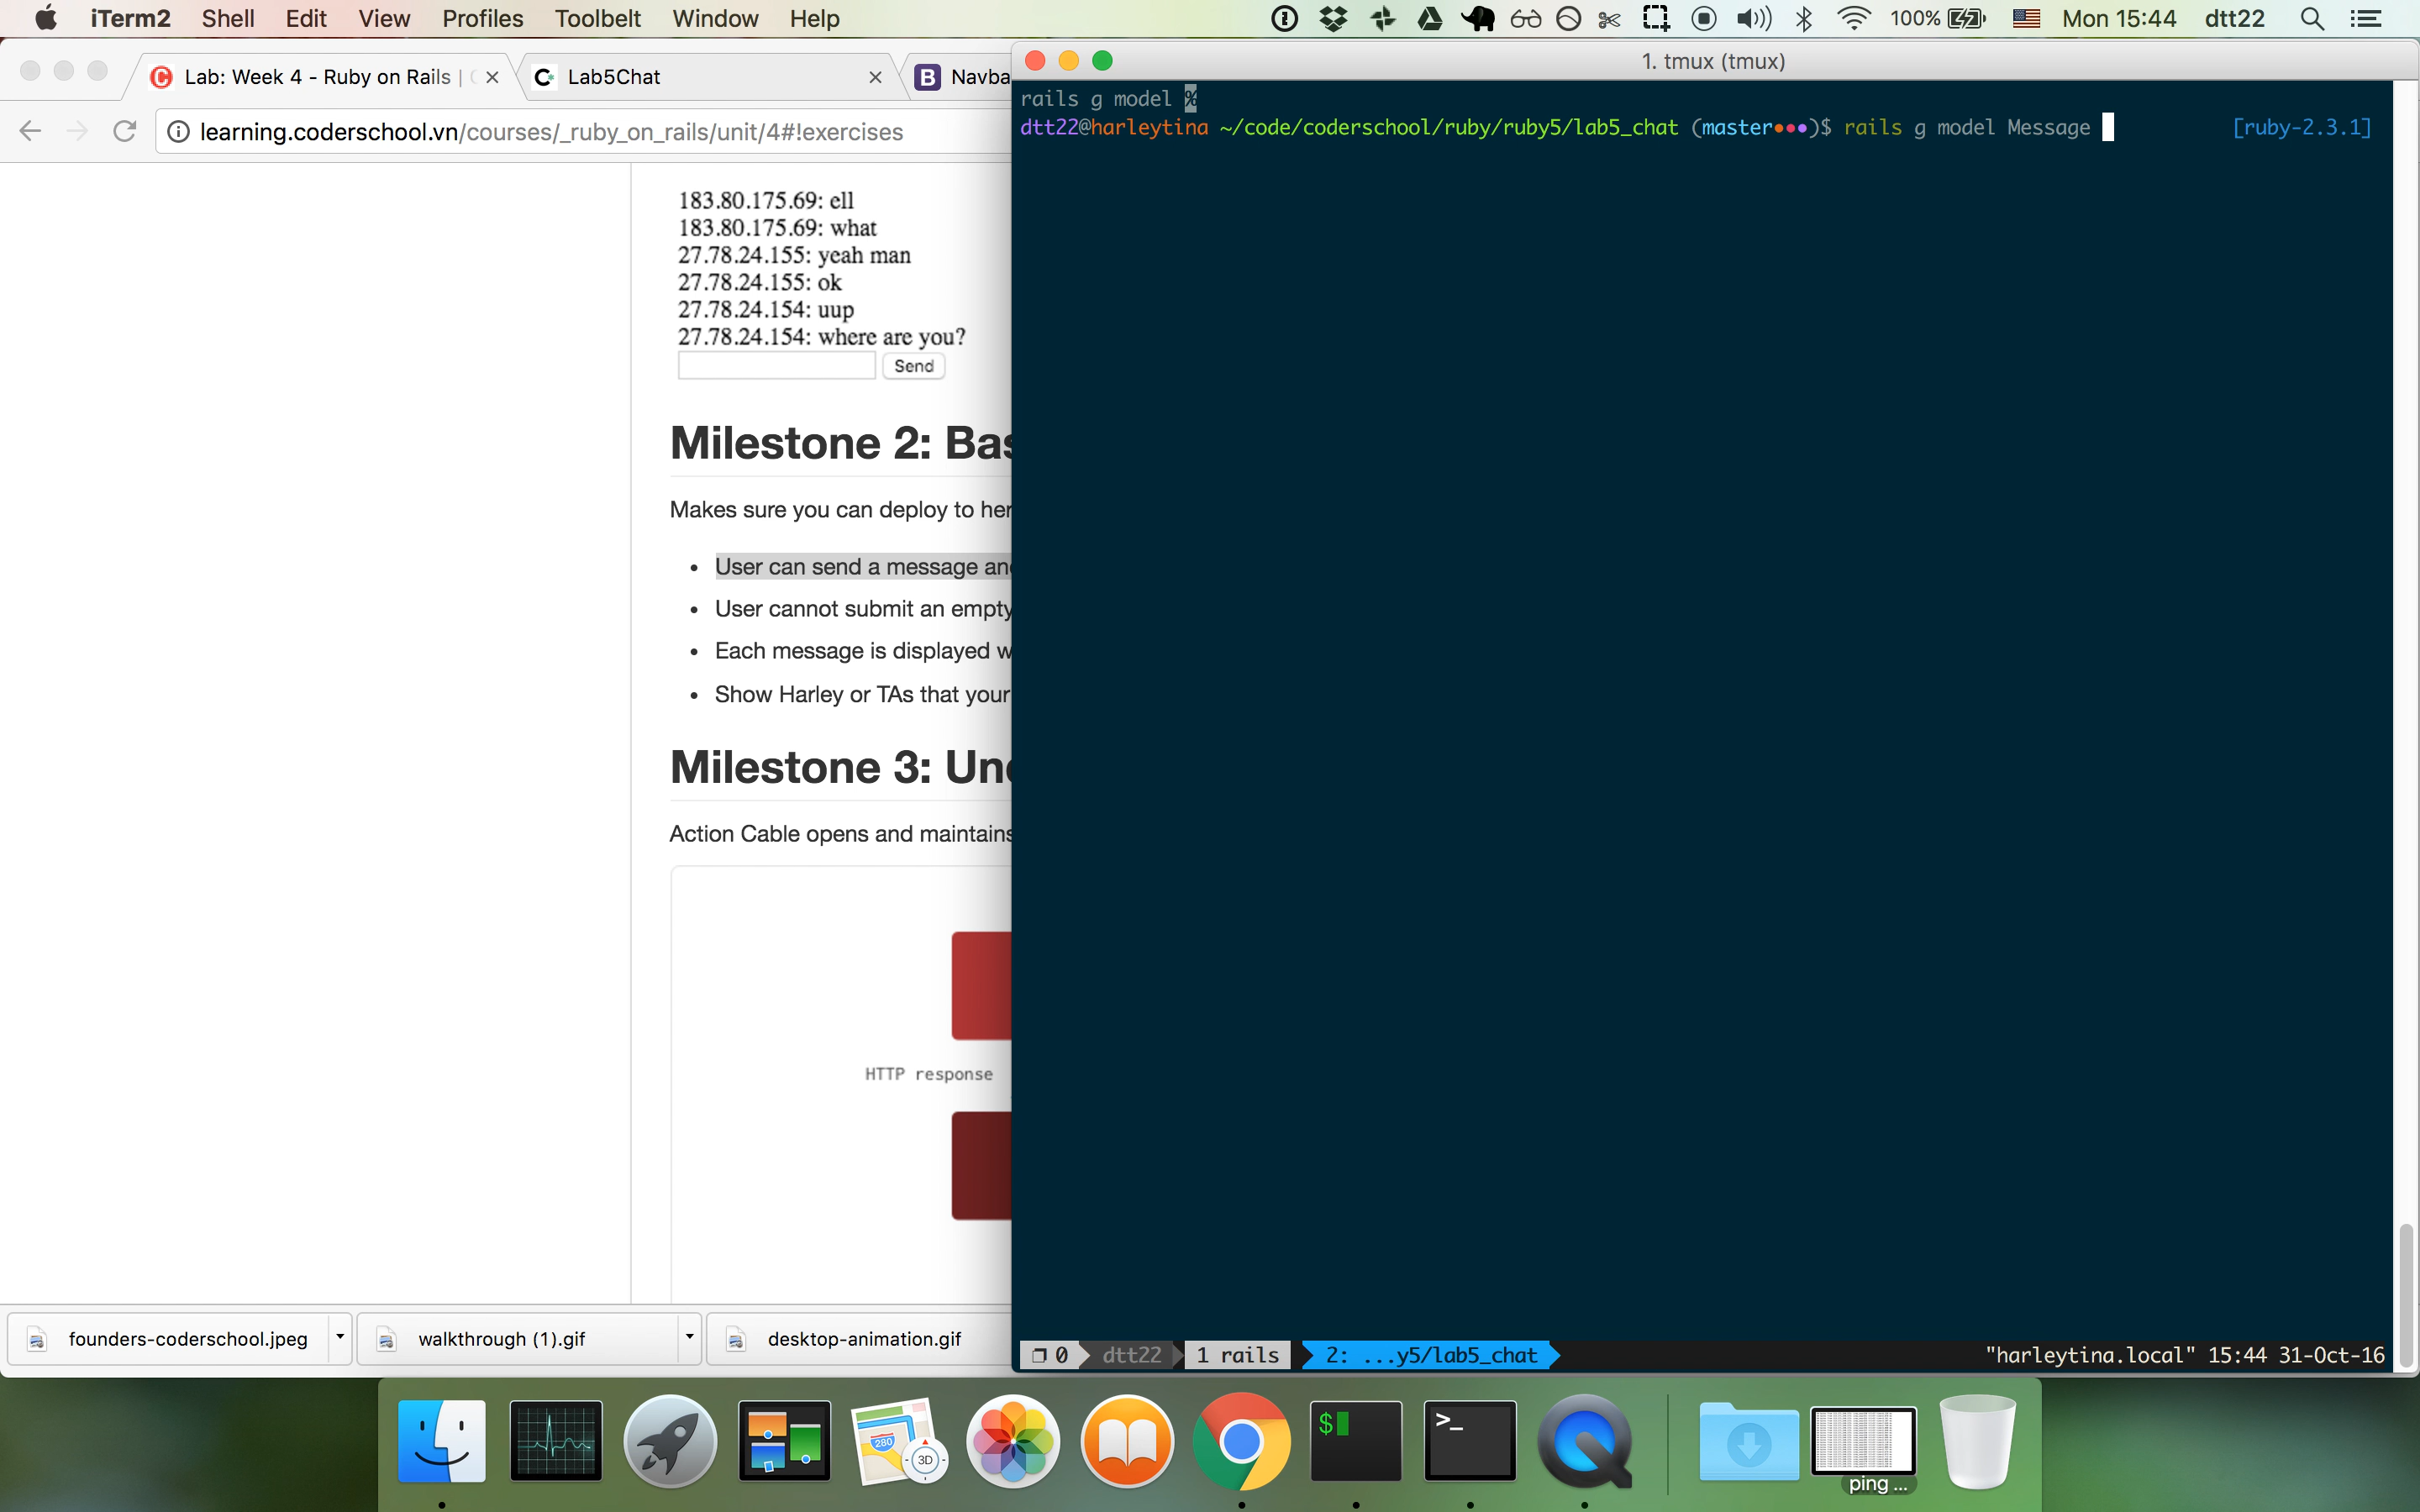 iTerm2 Shell Edit View Profiles Toolbelt Window Help 100% Mon 15:44 dtt22
Lab: Week 4 - Ruby on Rails |
Lab5Chat
B Navba
1. tmux (tmux)
learning.coderschool.vn/courses/_ruby_on_rails/unit/4#!exercises
rails g model %
dtt22@harleytina ~/code/coderschool/ruby/ruby5/lab5_chat (master●●●)$ rails g model Message [ruby-2.3.1]
183.80.175.69: ell
183.80.175.69: what
27.78.24.155: yeah man
27.78.24.155: ok
27.78.24.154: uup
27.78.24.154: where are you?
Send
Milestone 2: Bas
Makes sure you can deploy to her
• User can send a message and
• User cannot submit an empty
• Each message is displayed w
• Show Harley or TAs that your
Milestone 3: Und
Action Cable opens and maintains
HTTP response
founders-coderschool.jpeg
walkthrough (1).gif
desktop-animation.gif
0 dtt22 1 rails 2: ...y5/lab5_chat "harleytina.local" 15:44 31-Oct-16
280
3D
$
>_
ping ...